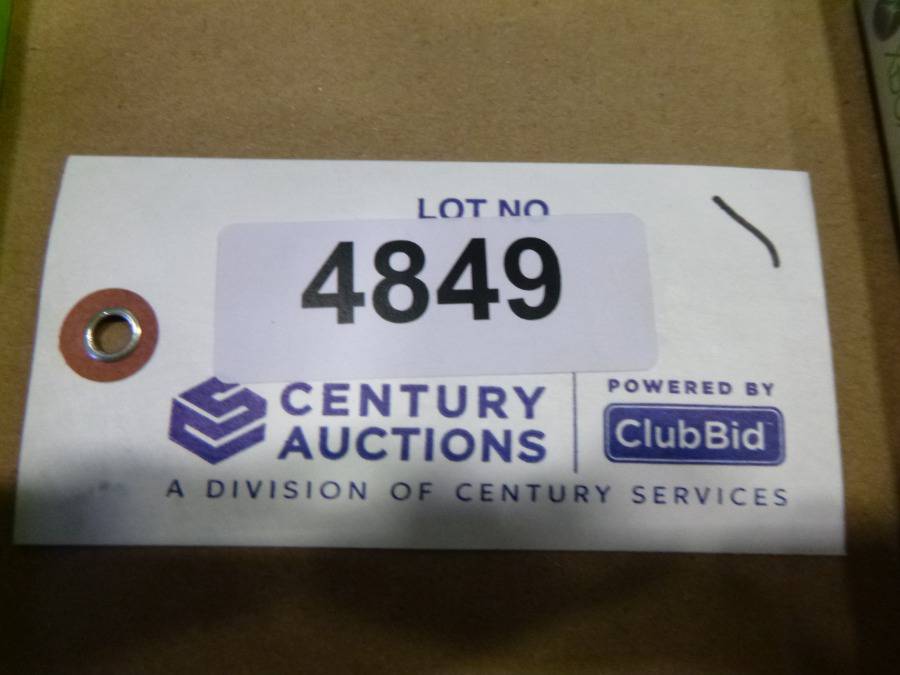 LOT NO
4849
CENTURY
AUCTIONS
POWERED BY
ClubBid
A DIVISION OF CENTURY SERVICES